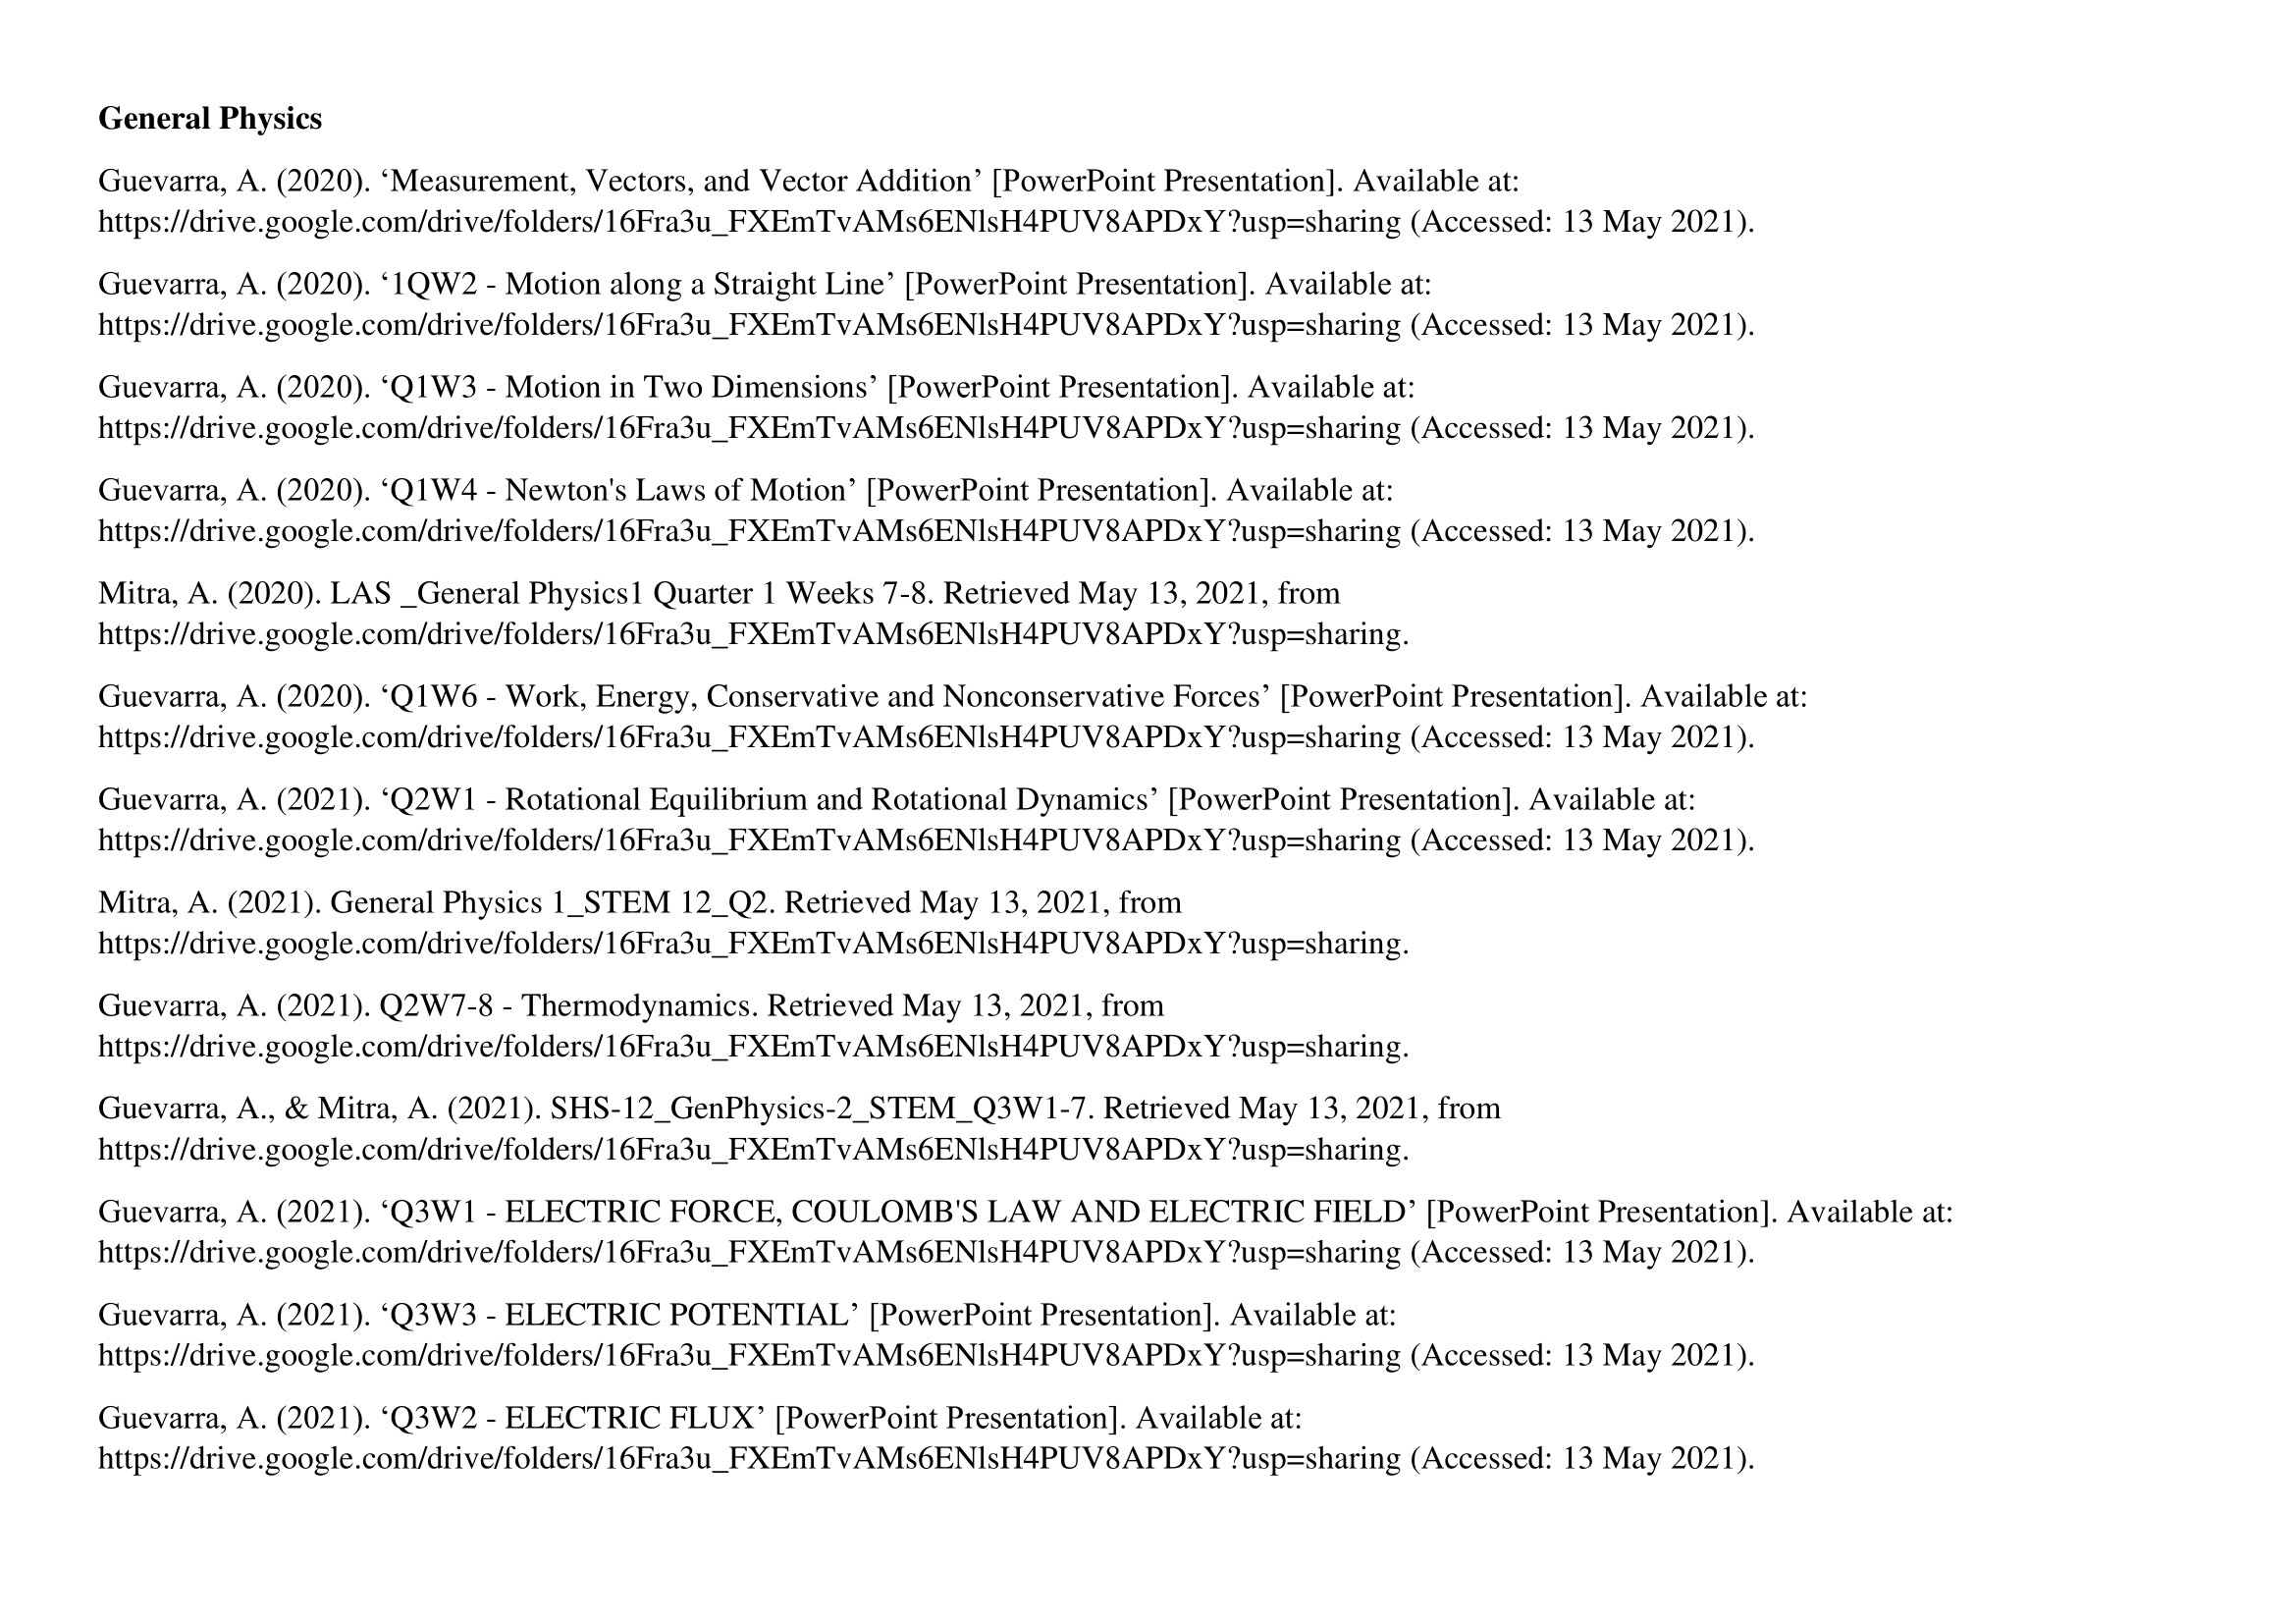 General Physics
Guevarra, A. (2020). ‘Measurement, Vectors, and Vector Addition’ [PowerPoint Presentation]. Available at:
https://drive.google.com/drive/folders/16Fra3u_FXEmTvAMs6ENlsH4PUV8APDxY?usp=sharing (Accessed: 13 May 2021).
Guevarra, A. (2020). ‘1QW2 - Motion along a Straight Line’ [PowerPoint Presentation]. Available at:
https://drive.google.com/drive/folders/16Fra3u_FXEmTvAMs6ENlsH4PUV8APDxY?usp=sharing (Accessed: 13 May 2021).
Guevarra, A. (2020). ‘Q1W3 - Motion in Two Dimensions’ [PowerPoint Presentation]. Available at:
https://drive.google.com/drive/folders/16Fra3u_FXEmTvAMs6ENlsH4PUV8APDxY?usp=sharing (Accessed: 13 May 2021).
Guevarra, A. (2020). ‘Q1W4 - Newton's Laws of Motion’ [PowerPoint Presentation]. Available at:
https://drive.google.com/drive/folders/16Fra3u_FXEmTvAMs6ENlsH4PUV8APDxY?usp=sharing (Accessed: 13 May 2021).
Mitra, A. (2020). LAS _General Physics1 Quarter 1 Weeks 7-8. Retrieved May 13, 2021, from
https://drive.google.com/drive/folders/16Fra3u_FXEmTvAMs6ENlsH4PUV8APDxY?usp=sharing.
Guevarra, A. (2020). ‘Q1W6 - Work, Energy, Conservative and Nonconservative Forces’ [PowerPoint Presentation]. Available at:
https://drive.google.com/drive/folders/16Fra3u_FXEmTvAMs6ENlsH4PUV8APDxY?usp=sharing (Accessed: 13 May 2021).
Guevarra, A. (2021). ‘Q2W1 - Rotational Equilibrium and Rotational Dynamics’ [PowerPoint Presentation]. Available at:
https://drive.google.com/drive/folders/16Fra3u_FXEmTvAMs6ENlsH4PUV8APDxY?usp=sharing (Accessed: 13 May 2021).
Mitra, A. (2021). General Physics 1_STEM 12_Q2. Retrieved May 13, 2021, from
https://drive.google.com/drive/folders/16Fra3u_FXEmTvAMs6ENlsH4PUV8APDxY?usp=sharing.
Guevarra, A. (2021). Q2W7-8 - Thermodynamics. Retrieved May 13, 2021, from
https://drive.google.com/drive/folders/16Fra3u_FXEmTvAMs6ENlsH4PUV8APDxY?usp=sharing.
Guevarra, A., & Mitra, A. (2021). SHS-12_GenPhysics-2_STEM_Q3W1-7. Retrieved May 13, 2021, from
https://drive.google.com/drive/folders/16Fra3u_FXEmTvAMs6ENlsH4PUV8APDxY?usp=sharing.
Guevarra, A. (2021). ‘Q3W1 - ELECTRIC FORCE, COULOMB'S LAW AND ELECTRIC FIELD’ [PowerPoint Presentation]. Available at:
https://drive.google.com/drive/folders/16Fra3u_FXEmTvAMs6ENlsH4PUV8APDxY?usp=sharing (Accessed: 13 May 2021).
Guevarra, A. (2021). ‘Q3W3 - ELECTRIC POTENTIAL’ [PowerPoint Presentation]. Available at:
https://drive.google.com/drive/folders/16Fra3u_FXEmTvAMs6ENlsH4PUV8APDxY?usp=sharing (Accessed: 13 May 2021).
Guevarra, A. (2021). ‘Q3W2 - ELECTRIC FLUX’ [PowerPoint Presentation]. Available at:
https://drive.google.com/drive/folders/16Fra3u_FXEmTvAMs6ENlsH4PUV8APDxY?usp=sharing (Accessed: 13 May 2021).